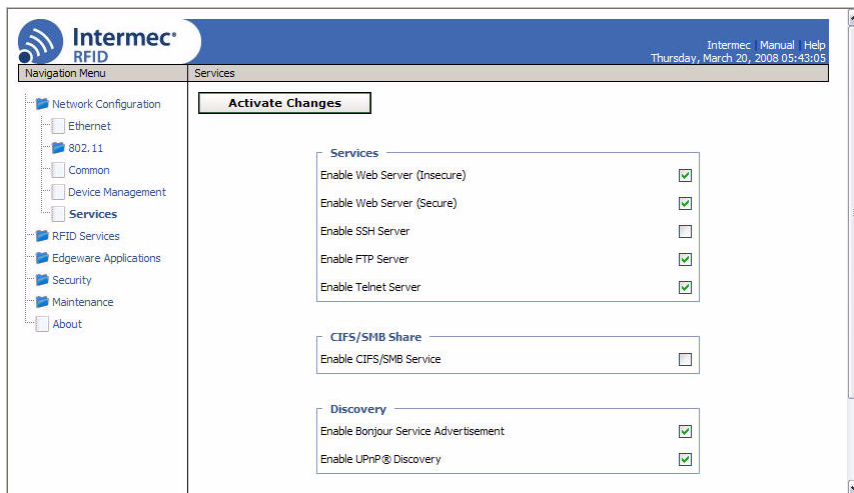 Intermec®
RFID
Intermec | Manual | Help
Thursday, March 20, 2008 05:43:05
Navigation Menu
Services
Network Configuration
Ethernet
802.11
Common
Device Management
Services
RFID Services
Edgeware Applications
Security
Maintenance
About
Activate Changes
Services
Enable Web Server (Insecure)
Enable Web Server (Secure)
Enable SSH Server
Enable FTP Server
Enable Telnet Server
CIFS/SMB Share
Enable CIFS/SMB Service
Discovery
Enable Bonjour Service Advertisement
Enable UPnP® Discovery